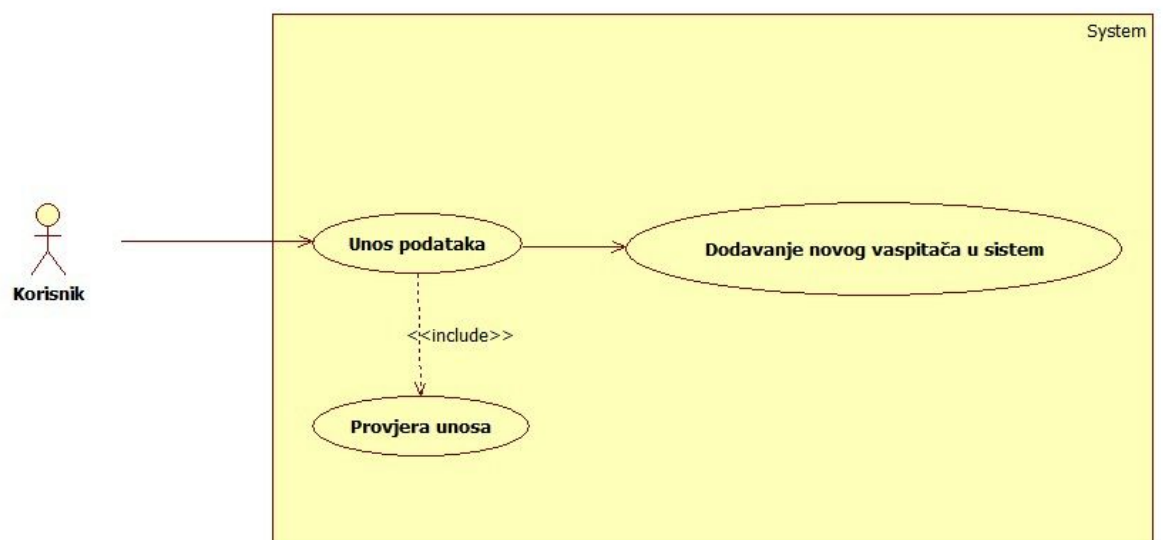 System
Unos podataka
Dodavanje novog vaspitača u sistem
Korisnik
<<include>>
Provjera unosa